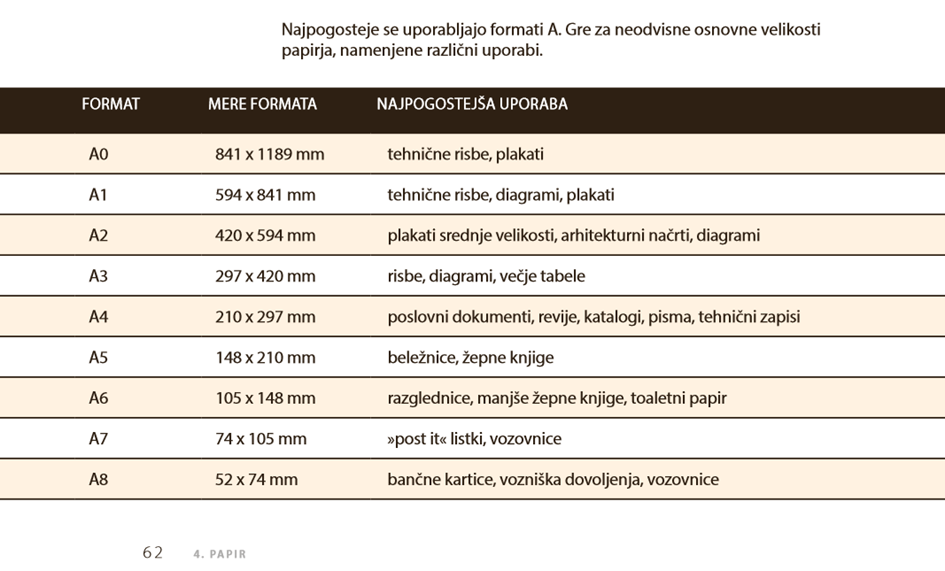 Najpogosteje se uporabljajo formati A. Gre za neodvisne osnovne velikosti
papirja, namenjene različni uporabi.
FORMAT MERE FORMATA NAJPOGOSTEJŠA UPORABA
A0 841 x 1189 mm tehnične risbe, plakati
A1 594 x 841 mm tehnične risbe, diagrami, plakati
A2 420 x 594 mm plakati srednje velikosti, arhitekturni načrti, diagrami
A3 297 x 420 mm risbe, diagrami, večje tabele
A4 210 x 297 mm poslovni dokumenti, revije, katalogi, pisma, tehnični zapisi
A5 148 x 210 mm beležnice, žepne knjige
A6 105 x 148 mm razglednice, manjše žepne knjige, toaletni papir
A7 74 x 105 mm »post it« listki, vozovnice
A8 52 x 74 mm bančne kartice, vozniška dovoljenja, vozovnice
62 4. PAPIR